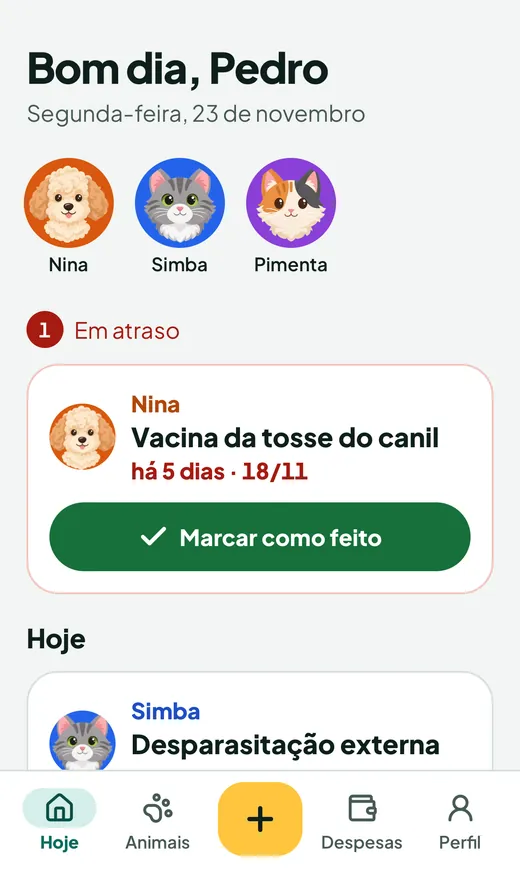 Bom dia, Pedro
Segunda-feira, 23 de novembro
Nina
Simba
Pimenta
1 Em atraso
Nina
Vacina da tosse do canil
há 5 dias · 18/11
Marcar como feito
Hoje
Simba
Desparasitação externa
Hoje
Animais
+
Despesas
Perfil